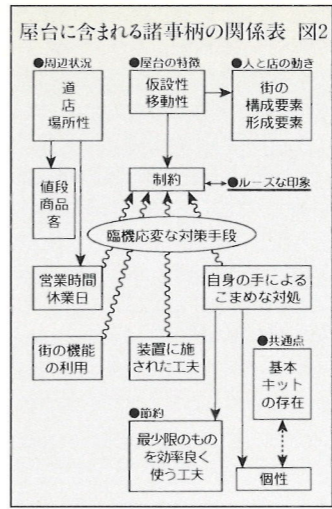 屋台に含まれる諸事柄の関係表 図2
●周辺状況
道
店
場所性
●屋台の特徴
仮設性
移動性
●人と店の動き
街の
構成要素
形成要素
値段
商品
客
制約
●ルーズな印象
臨機応変な対策手段
営業時間
休業日
自身の手による
こまめな対処
街の機能
の利用
装置に施
された工夫
●共通点
基本
キット
の存在
●節約
最少限のもの
を効率良く
使う工夫
個性